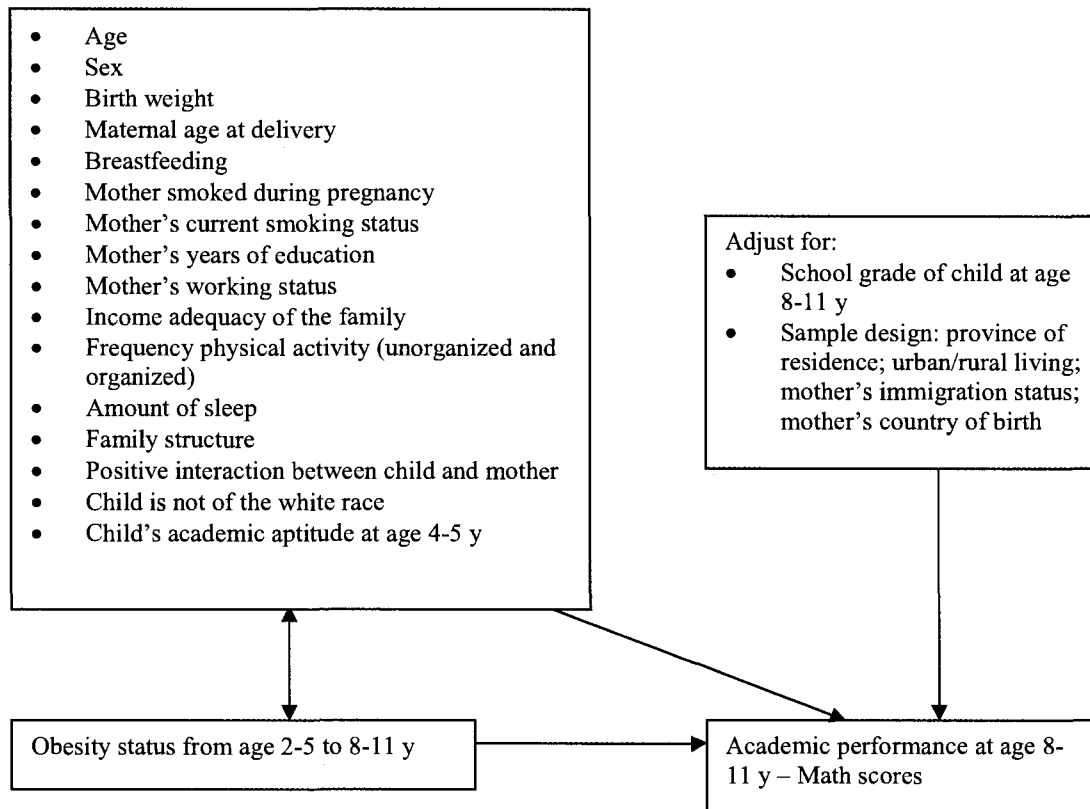 • Age
• Sex
• Birth weight
• Maternal age at delivery
• Breastfeeding
• Mother smoked during pregnancy
• Mother's current smoking status
• Mother's years of education
• Mother's working status
• Income adequacy of the family
• Frequency physical activity (unorganized and
organized)
• Amount of sleep
• Family structure
• Positive interaction between child and mother
• Child is not of the white race
• Child's academic aptitude at age 4-5 y
Adjust for:
• School grade of child at age
8-11 y
• Sample design: province of
residence; urban/rural living;
mother's immigration status;
mother's country of birth
Obesity status from age 2-5 to 8-11 y
Academic performance at age 8-
11 y – Math scores